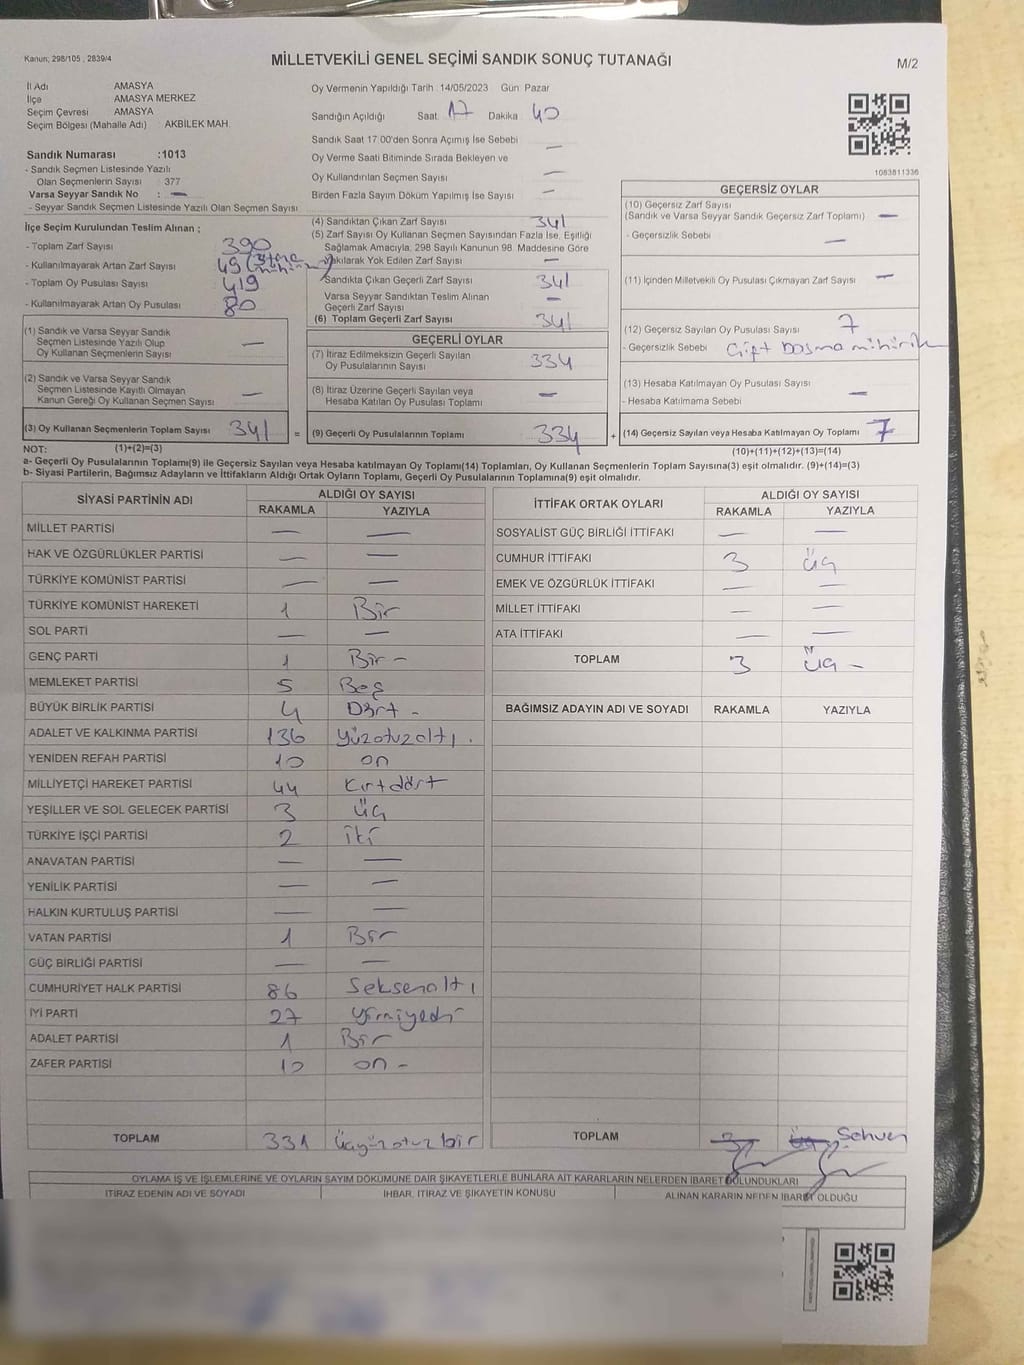 Kanun; 298/105 , 2839/4
MİLLETVEKİLİ GENEL SEÇİMİ SANDIK SONUÇ TUTANAĞI
M/2
İl Adı AMASYA
İlçe AMASYA MERKEZ
Seçim Çevresi AMASYA
Seçim Bölgesi (Mahalle Adı) AKBİLEK MAH.
Sandık Numarası :1013
- Sandık Seçmen Listesinde Yazılı
Olan Seçmenlerin Sayısı : 377
Varsa Seyyar Sandık No : —
- Seyyar Sandık Seçmen Listesinde Yazılı Olan Seçmen Sayısı
Oy Vermenin Yapıldığı Tarih 14/05/2023 Gün Pazar
Sandığın Açıldığı Saat 17 Dakika 40
Sandık Saat 17.00'den Sonra Açımış İse Sebebi —
Oy Verme Saati Bitiminde Sırada Bekleyen ve
Oy Kullandırılan Seçmen Sayısı —
Birden Fazla Sayım Döküm Yapılmış İse Sayısı —
1083811336
İlçe Seçim Kurulundan Teslim Alınan ;
- Toplam Zarf Sayısı 390
- Kullanılmayarak Artan Zarf Sayısı 49
- Toplam Oy Pusulası Sayısı 419
- Kullanılmayarak Artan Oy Pusulası 80
(4) Sandıktan Çıkan Zarf Sayısı 341
(5) Zarf Sayısı Oy Kullanan Seçmen Sayısından Fazla İse, Eşitliği
Sağlamak Amacıyla, 298 Sayılı Kanunun 98. Maddesine Göre
Yakılarak Yok Edilen Zarf Sayısı —
Sandıkta Çıkan Geçerli Zarf Sayısı 341
Varsa Seyyar Sandıktan Teslim Alınan
Geçerli Zarf Sayısı —
(6) Toplam Geçerli Zarf Sayısı 341
GEÇERSİZ OYLAR
(10) Geçersiz Zarf Sayısı
(Sandık ve Varsa Seyyar Sandık Geçersiz Zarf Toplamı) —
- Geçersizlik Sebebi —
(11) İçinden Milletvekili Oy Pusulası Çıkmayan Zarf Sayısı —
(12) Geçersiz Sayılan Oy Pusulası Sayısı 7
- Geçersizlik Sebebi Çift basma mühürlü
(13) Hesaba Katılmayan Oy Pusulası Sayısı
- Hesaba Katılmama Sebebi —
(14) Geçersiz Sayılan veya Hesaba Katılmayan Oy Toplamı 7
(10)+(11)+(12)+(13)=(14)
(1) Sandık ve Varsa Seyyar Sandık
Seçmen Listesinde Yazılı Olup
Oy Kullanan Seçmenlerin Sayısı —
(2) Sandık ve Varsa Seyyar Sandık
Seçmen Listesinde Kayıtlı Olmayan
Kanun Gereği Oy Kullanan Seçmen Sayısı —
(3) Oy Kullanan Seçmenlerin Toplam Sayısı 341 =
(1)+(2)=(3)
GEÇERLİ OYLAR
(7) İtiraz Edilmeksizin Geçerli Sayılan
Oy Pusulalarının Sayısı 334
(8) İtiraz Üzerine Geçerli Sayılan veya
Hesaba Katılan Oy Pusulası Toplamı —
(9) Geçerli Oy Pusulalarının Toplamı 334 +
NOT:
a- Geçerli Oy Pusulalarının Toplamı(9) ile Geçersiz Sayılan veya Hesaba katılmayan Oy Toplamı(14) Toplamları, Oy Kullanan Seçmenlerin Toplam Sayısına(3) eşit olmalıdır. (9)+(14)=(3)
b- Siyasi Partilerin, Bağımsız Adayların ve İttifakların Aldığı Ortak Oyların Toplamı, Geçerli Oy Pusulalarının Toplamına(9) eşit olmalıdır.
SİYASİ PARTİNİN ADI ALDIĞI OY SAYISI
RAKAMLA YAZIYLA
MİLLET PARTİSİ — —
HAK VE ÖZGÜRLÜKLER PARTİSİ — —
TÜRKİYE KOMÜNİST PARTİSİ — —
TÜRKİYE KOMÜNİST HAREKETİ 1 Bir
SOL PARTİ — —
GENÇ PARTİ 1 Bir -
MEMLEKET PARTİSİ 5 Beş
BÜYÜK BİRLİK PARTİSİ 4 Dört -
ADALET VE KALKINMA PARTİSİ 136 Yüzotuzaltı .
YENİDEN REFAH PARTİSİ 10 on
MİLLİYETÇİ HAREKET PARTİSİ 44 Kırkdört
YEŞİLLER VE SOL GELECEK PARTİSİ 3 Üç
TÜRKİYE İŞÇİ PARTİSİ 2 İki
ANAVATAN PARTİSİ — —
YENİLİK PARTİSİ — —
HALKIN KURTULUŞ PARTİSİ — —
VATAN PARTİSİ 1 Bir
GÜÇ BİRLİĞİ PARTİSİ — —
CUMHURİYET HALK PARTİSİ 86 Seksenaltı
İYİ PARTİ 27 Yirmiyedi
ADALET PARTİSİ 1 Bir
ZAFER PARTİSİ 10 on -
TOPLAM 331 Üçyüzotuzbir
İTTİFAK ORTAK OYLARI ALDIĞI OY SAYISI
RAKAMLA YAZIYLA
SOSYALİST GÜÇ BİRLİĞİ İTTİFAKI — —
CUMHUR İTTİFAKI 3 Üç
EMEK VE ÖZGÜRLÜK İTTİFAKI — —
MİLLET İTTİFAKI — —
ATA İTTİFAKI — —
TOPLAM 3 Üç -
BAĞIMSIZ ADAYIN ADI VE SOYADI RAKAMLA YAZIYLA
TOPLAM 3 Üç Sehven
OYLAMA İŞ VE İŞLEMLERİNE VE OYLARIN SAYIM DÖKÜMÜNE DAİR ŞİKAYETLERLE BUNLARA AİT KARARLARIN NELERDEN İBARET BULUNDUKLARI
İTİRAZ EDENİN ADI VE SOYADI İHBAR, İTİRAZ VE ŞİKAYETİN KONUSU ALINAN KARARIN NEDEN İBARET OLDUĞU